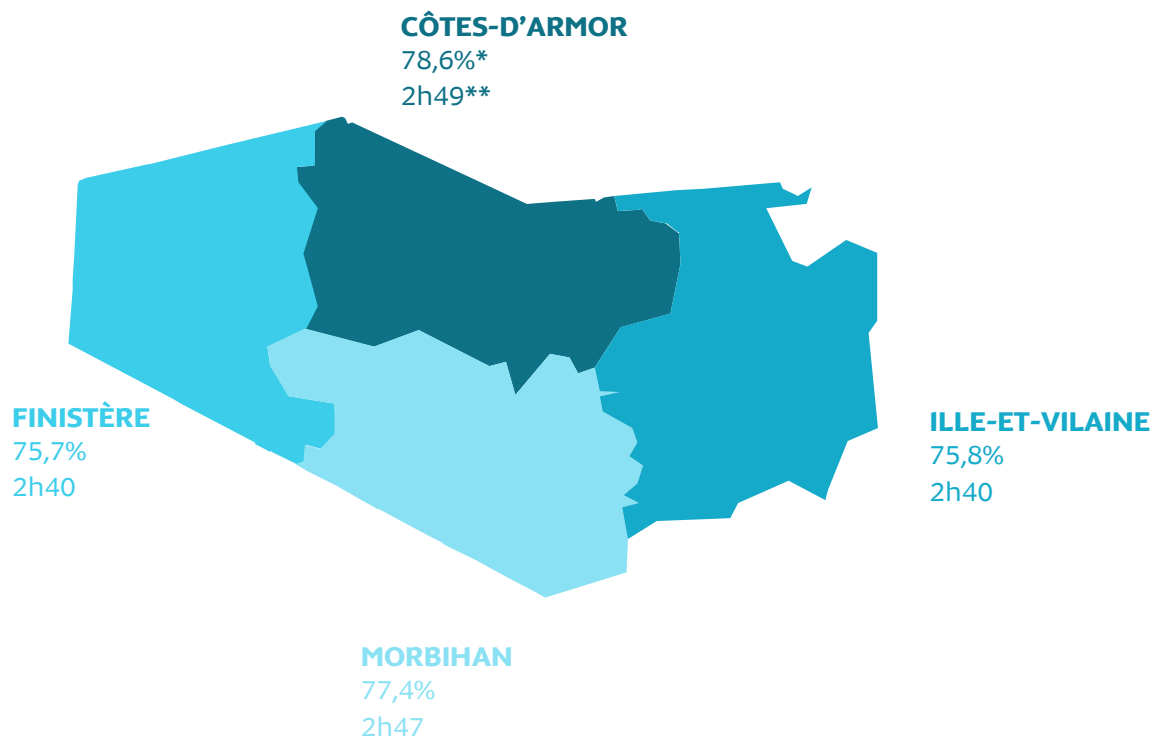 CÔTES-D’ARMOR
78,6%*
2h49**
FINISTÈRE
75,7%
2h40
ILLE-ET-VILAINE
75,8%
2h40
MORBIHAN
77,4%
2h47